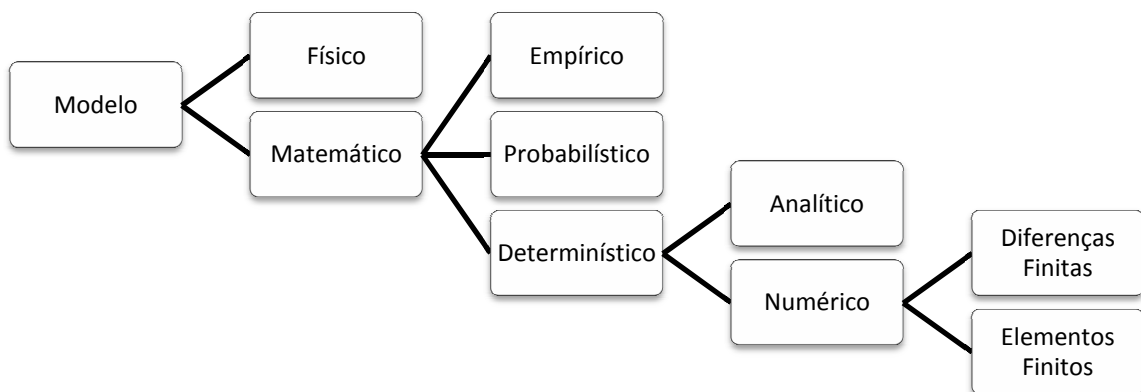 Modelo
Físico
Matemático
Empírico
Probabilístico
Determinístico
Analítico
Numérico
Diferenças
Finitas
Elementos
Finitos